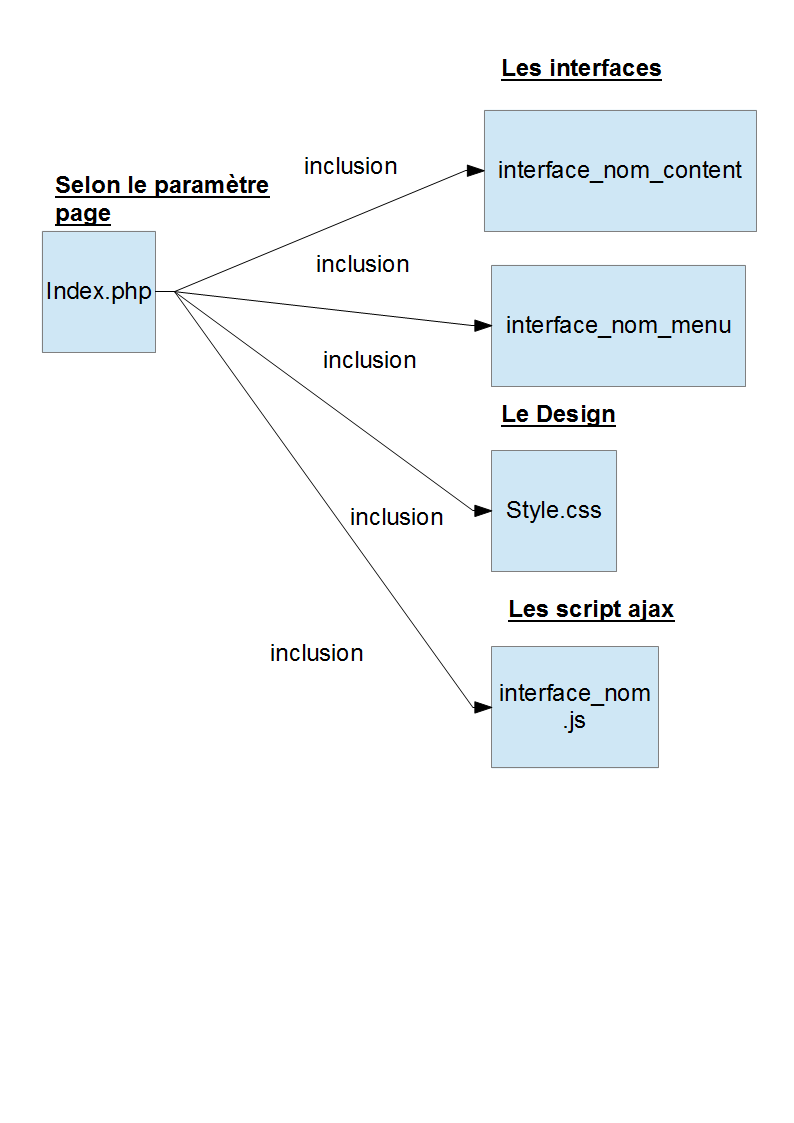 Les interfaces
inclusion
interface_nom_content
Selon le paramètre
page
inclusion
Index.php
interface_nom_menu
inclusion
Le Design
Style.css
inclusion
Les script ajax
inclusion
interface_nom
.js